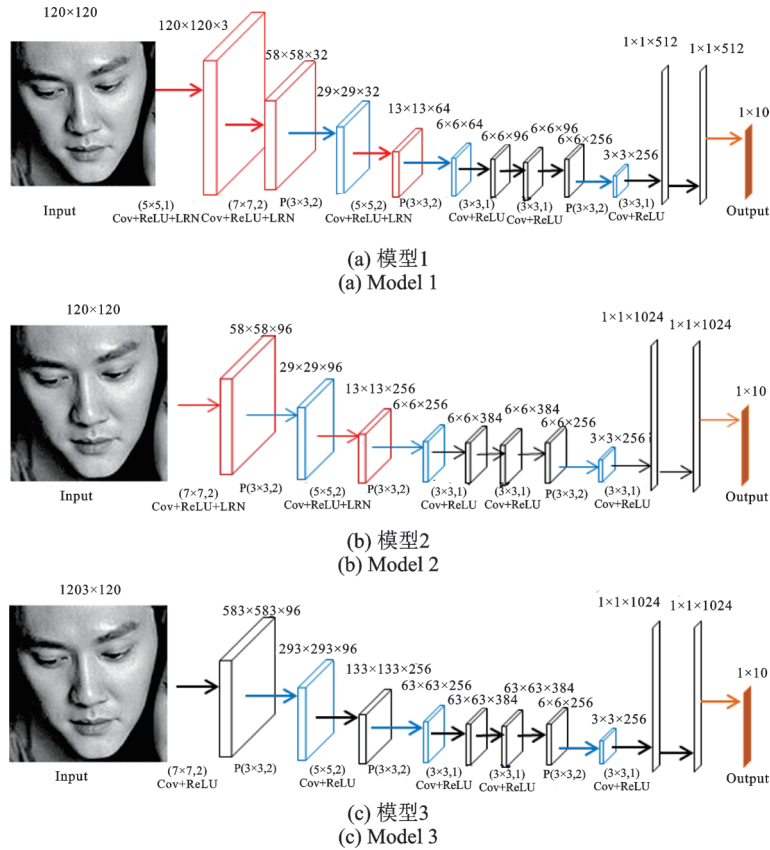 120×120
120×120×3
58×58×32
29×29×32
13×13×64
6×6×64
6×6×96
6×6×96
6×6×256
3×3×256
1×1×512
1×1×512
1×10
Input
(5×5,1)
Cov+ReLU+LRN
(7×7,2)
Cov+ReLU+LRN
P(3×3,2)
(5×5,2)
Cov+ReLU+LRN
P(3×3,2)
(3×3,1)
Cov+ReLU
(3×3,1)
Cov+ReLU
P(3×3,2)
(3×3,1)
Cov+ReLU
Output
(a) 模型1
(a) Model 1
120×120
58×58×96
29×29×96
13×13×256
6×6×256
6×6×384
6×6×384
6×6×256
3×3×256
1×1×1024
1×1×1024
1×10
Input
(7×7,2)
Cov+ReLU+LRN
P(3×3,2)
(5×5,2)
Cov+ReLU+LRN
P(3×3,2)
(3×3,1)
Cov+ReLU
(3×3,1)
Cov+ReLU
P(3×3,2)
(3×3,1)
Cov+ReLU
Output
(b) 模型2
(b) Model 2
1203×120
583×583×96
293×293×96
133×133×256
63×63×256
63×63×384
63×63×384
6×6×256
3×3×256
1×1×1024
1×1×1024
1×10
Input
(7×7,2)
Cov+ReLU
P(3×3,2)
(5×5,2)
Cov+ReLU
P(3×3,2)
(3×3,1)
Cov+ReLU
(3×3,1)
Cov+ReLU
P(3×3,2)
(3×3,1)
Cov+ReLU
Output
(c) 模型3
(c) Model 3